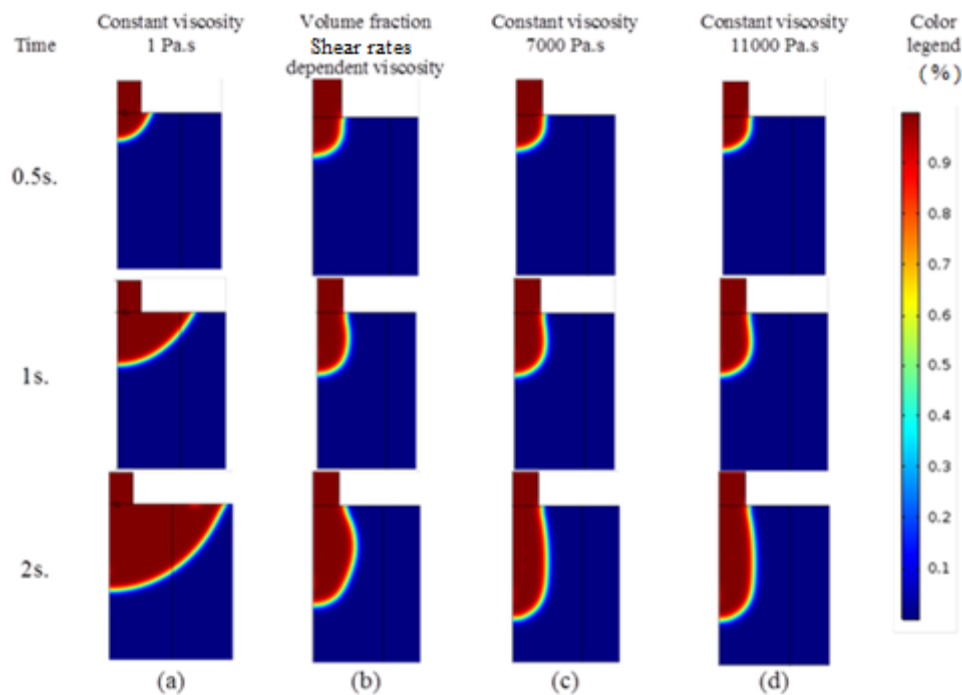 Time
Constant viscosity
1 Pa.s
Volume fraction
Shear rates
dependent viscosity
Constant viscosity
7000 Pa.s
Constant viscosity
11000 Pa.s
Color
legend
(%)
0.5s.
1s.
2s.
0.9
0.8
0.7
0.6
0.5
0.4
0.3
0.2
0.1
(a)
(b)
(c)
(d)